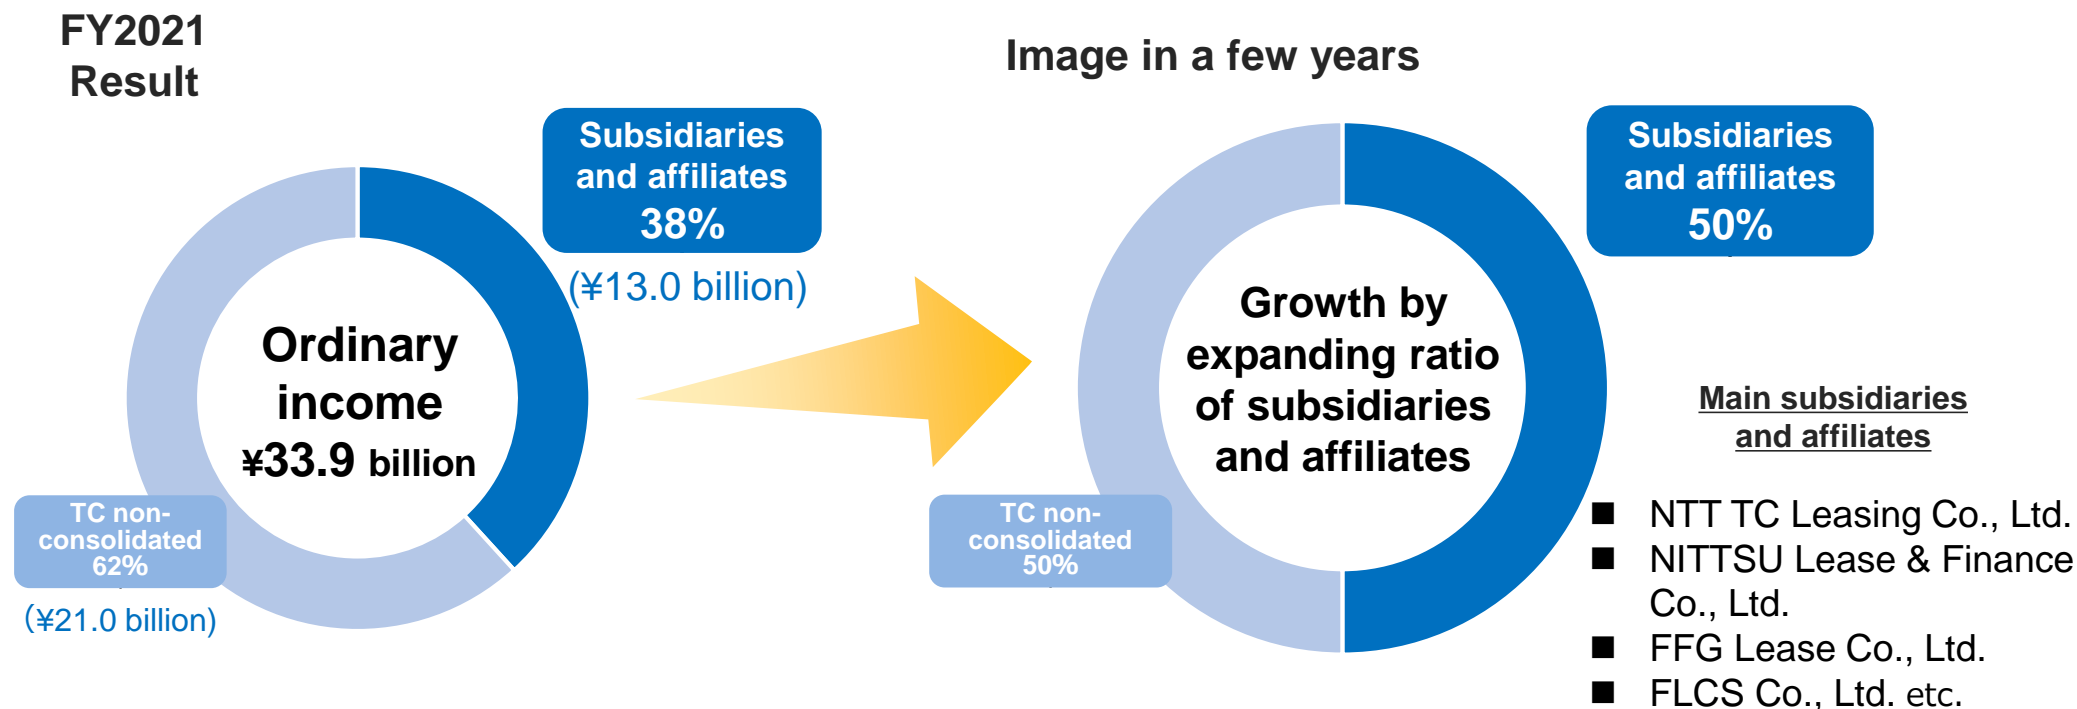 FY2021
Result
Subsidiaries
and affiliates
38%
(¥13.0 billion)
Ordinary
income
¥33.9 billion
TC non-
consolidated
62%
(¥21.0 billion)
Image in a few years
Subsidiaries
and affiliates
50%
Growth by
expanding ratio
of subsidiaries
and affiliates
TC non-
consolidated
50%
Main subsidiaries
and affiliates
■ NTT TC Leasing Co., Ltd.
■ NITTSU Lease & Finance
Co., Ltd.
■ FFG Lease Co., Ltd.
■ FLCS Co., Ltd. etc.